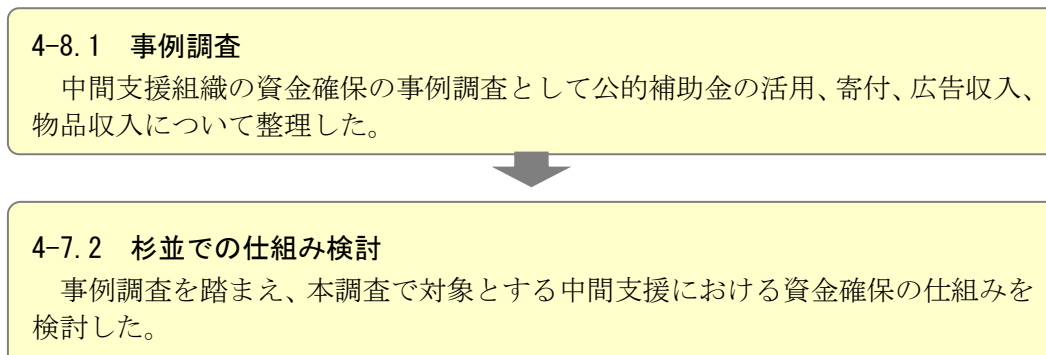 4-8.1　事例調査
　中間支援組織の資金確保の事例調査として公的補助金の活用、寄付、広告収入、
物品収入について整理した。
4-7.2　杉並での仕組み検討
　事例調査を踏まえ、本調査で対象とする中間支援における資金確保の仕組みを
検討した。